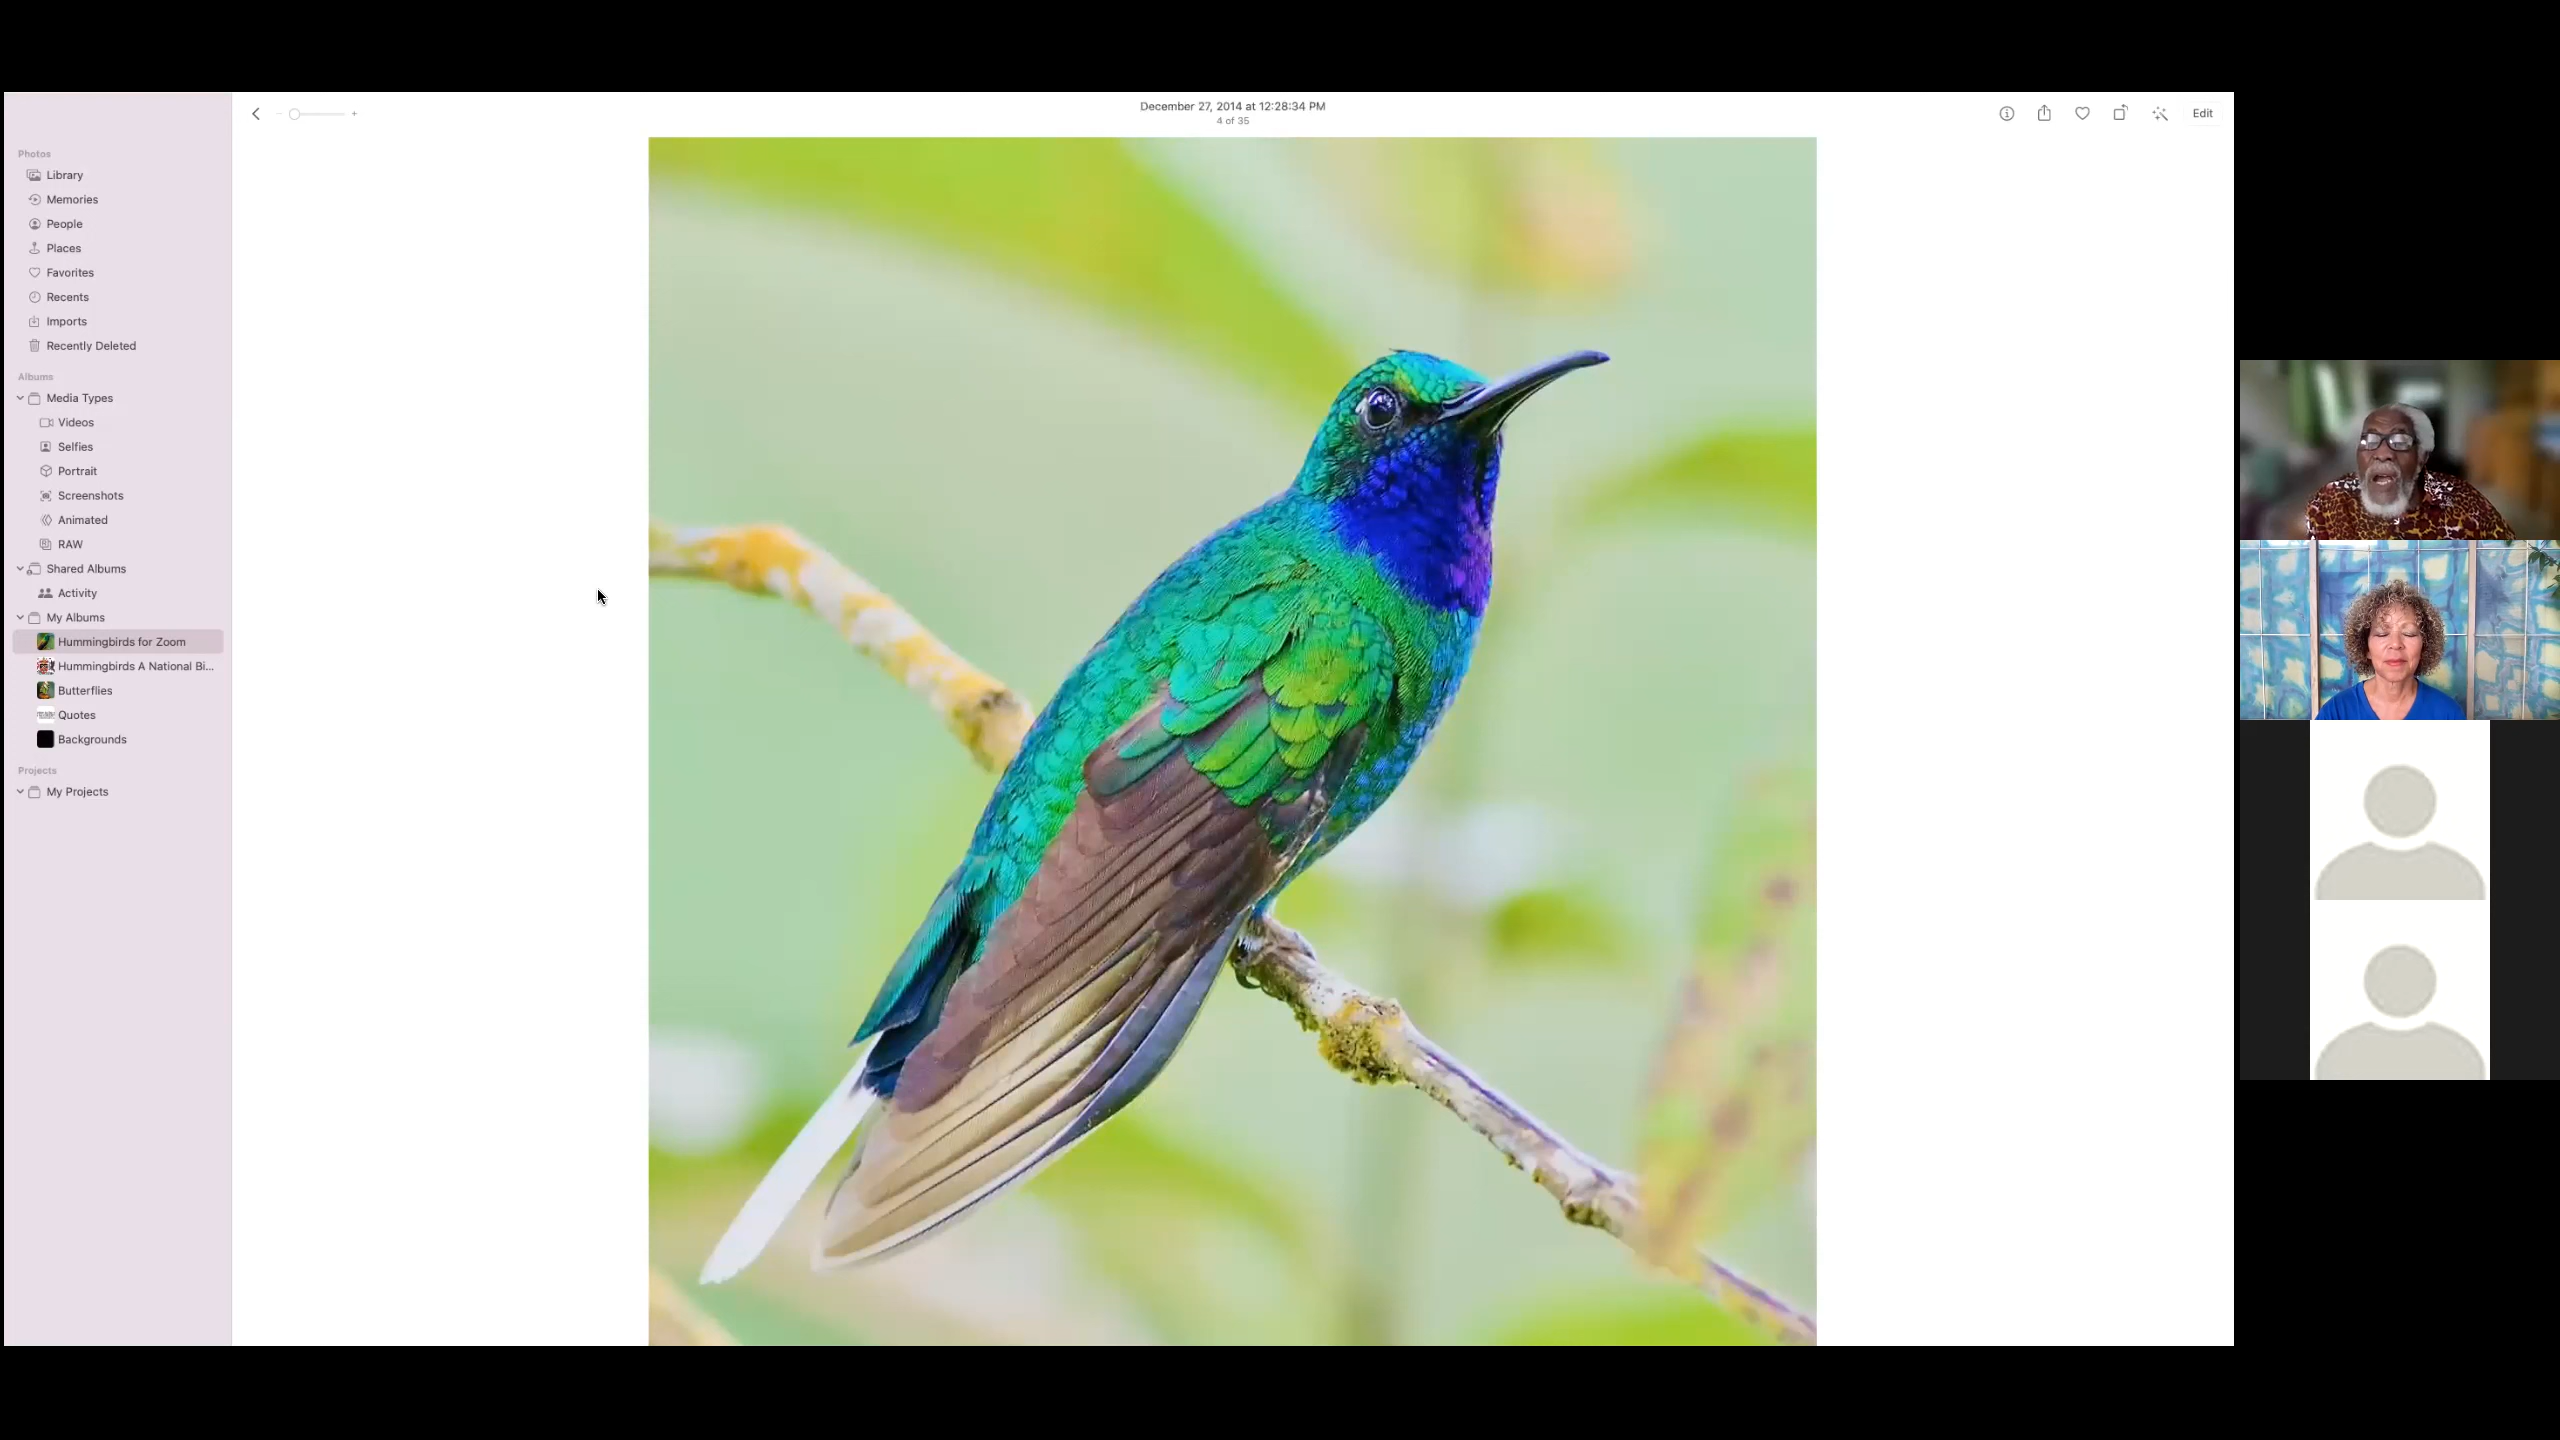 December 27, 2014 at 12:28:34 PM
4 of 35
Edit
Photos
Library
Memories
People
Places
Favorites
Recents
Imports
Recently Deleted
Albums
Media Types
Videos
Selfies
Portrait
Screenshots
Animated
RAW
Shared Albums
Activity
My Albums
Hummingbirds for Zoom
Hummingbirds A National Bi...
Butterflies
Quotes
Backgrounds
Projects
My Projects